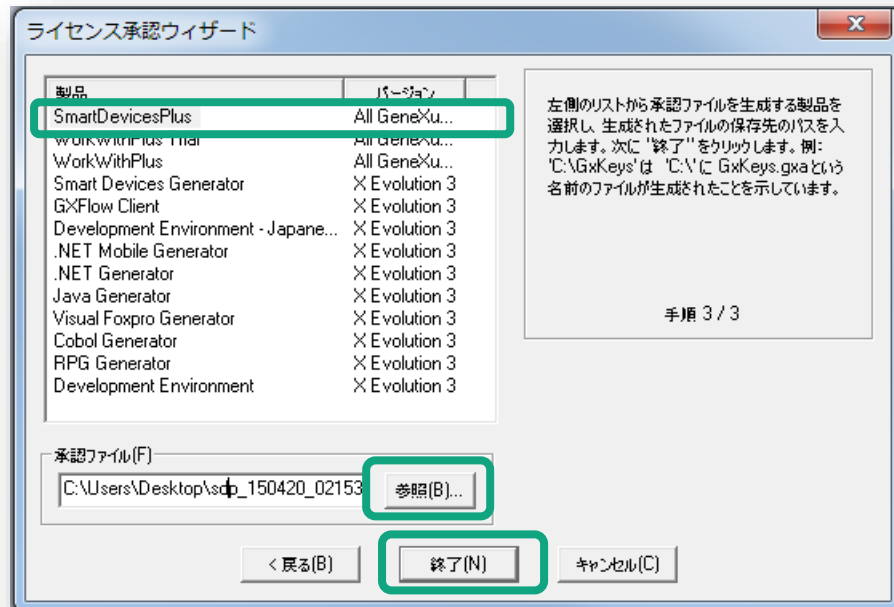 ライセンス承認ウィザード
製品 バージョン
SmartDevicesPlus All GeneXu...
WorkWithPlus Trial All GeneXu...
WorkWithPlus All GeneXu...
Smart Devices Generator X Evolution 3
GXFlow Client X Evolution 3
Development Environment - Japane... X Evolution 3
.NET Mobile Generator X Evolution 3
.NET Generator X Evolution 3
Java Generator X Evolution 3
Visual Foxpro Generator X Evolution 3
Cobol Generator X Evolution 3
RPG Generator X Evolution 3
Development Environment X Evolution 3
左側のリストから承認ファイルを生成する製品を
選択し、生成されたファイルの保存先のパスを入
力します。次に "終了" をクリックします。例:
'C:\GxKeys'は 'C:\'に GxKeys.gxaという
名前のファイルが生成されたことを示しています。
手順 3 / 3
承認ファイル(F)
C:\Users\Desktop\sdp_150420_02153
参照(B)...
< 戻る(B)
終了(N)
キャンセル(C)